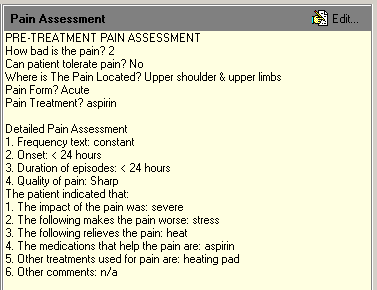 Pain Assessment
Edit...
PRE-TREATMENT PAIN ASSESSMENT
How bad is the pain? 2
Can patient tolerate pain? No
Where is The Pain Located? Upper shoulder & upper limbs
Pain Form? Acute
Pain Treatment? aspirin
Detailed Pain Assessment
1. Frequency text: constant
2. Onset: < 24 hours
3. Duration of episodes: < 24 hours
4. Quality of pain: Sharp
The patient indicated that:
1. The impact of the pain was: severe
2. The following makes the pain worse: stress
3. The following relieves the pain: heat
4. The medications that help the pain are: aspirin
5. Other treatments used for pain are: heating pad
6. Other comments: n/a